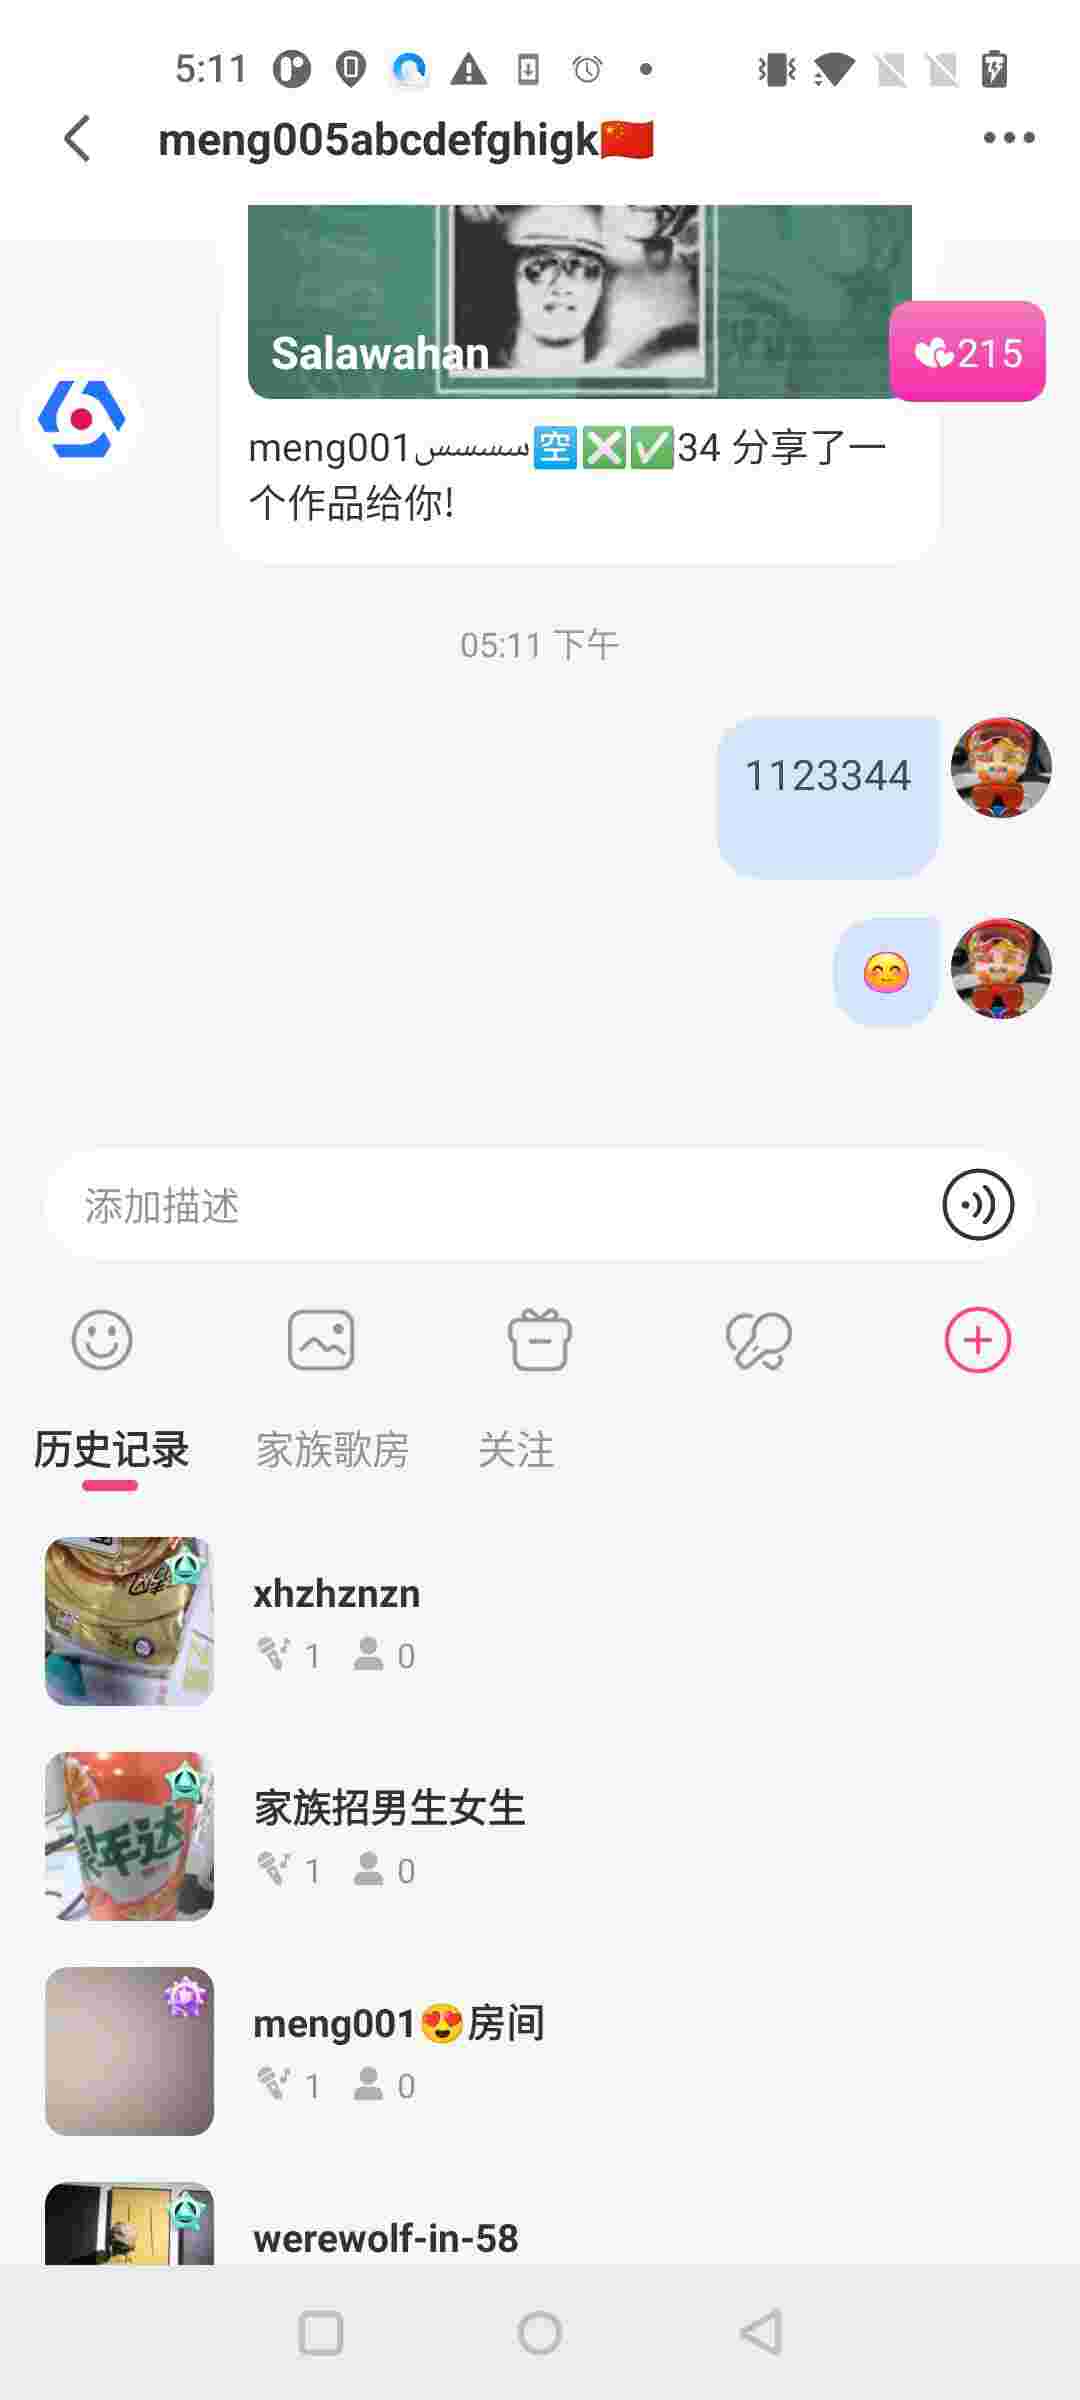 5:11
meng005abcdefghigk🇨🇳
Salawahan
215
meng001سسسس🈳❎✅34 分享了一
个作品给你!
05:11 下午
1123344
😊
添加描述
历史记录 家族歌房 关注
xhzhznzn
1 0
家族招男生女生
1 0
meng001😍房间
1 0
werewolf-in-58